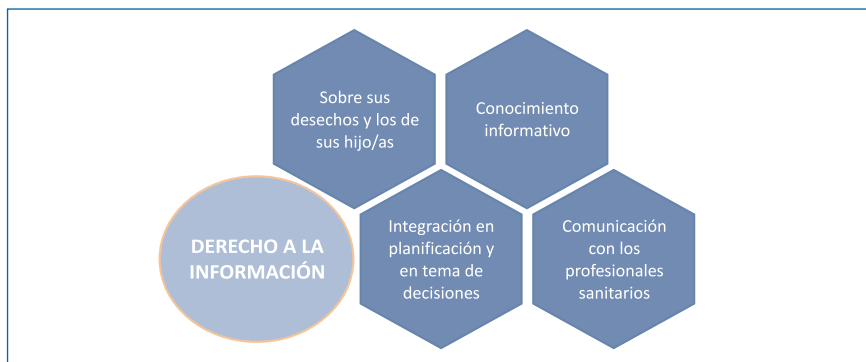 Sobre sus
desechos y los de
sus hijo/as
Conocimiento
informativo
DERECHO A LA
INFORMACIÓN
Integración en
planificación y
en tema de
decisiones
Comunicación
con los
profesionales
sanitarios